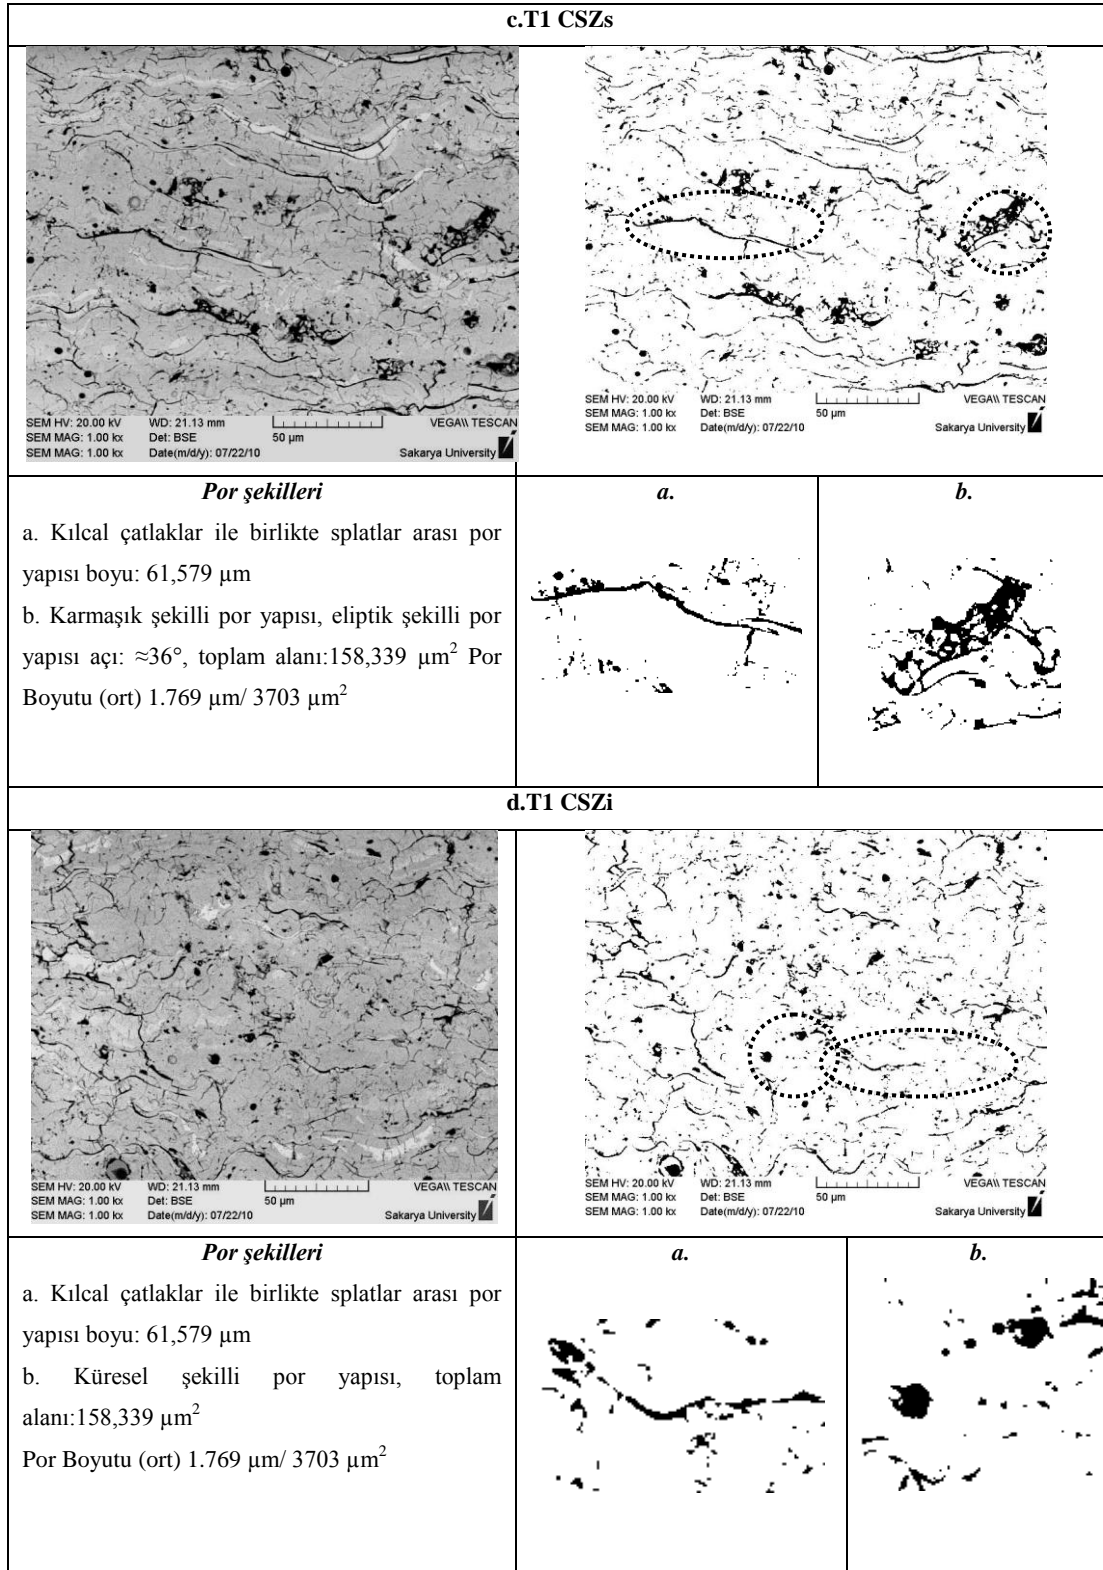 c.T1 CSZs
SEM HV: 20.00 kV WD: 21.13 mm VEGA\\ TESCAN
SEM MAG: 1.00 kx Det: BSE 50 µm
SEM MAG: 1.00 kx Date(m/d/y): 07/22/10 Sakarya University
SEM HV: 20.00 kV WD: 21.13 mm VEGA\\ TESCAN
SEM MAG: 1.00 kx Det: BSE 50 µm
SEM MAG: 1.00 kx Date(m/d/y): 07/22/10 Sakarya University
Por şekilleri
a. Kılcal çatlaklar ile birlikte splatlar arası por
yapısı boyu: 61,579 µm
b. Karmaşık şekilli por yapısı, eliptik şekilli por
yapısı açı: ≈36°, toplam alanı:158,339 µm² Por
Boyutu (ort) 1.769 µm/ 3703 µm²
a.
b.
d.T1 CSZi
SEM HV: 20.00 kV WD: 21.13 mm VEGA\\ TESCAN
SEM MAG: 1.00 kx Det: BSE 50 µm
SEM MAG: 1.00 kx Date(m/d/y): 07/22/10 Sakarya University
SEM HV: 20.00 kV WD: 21.13 mm VEGA\\ TESCAN
SEM MAG: 1.00 kx Det: BSE 50 µm
SEM MAG: 1.00 kx Date(m/d/y): 07/22/10 Sakarya University
Por şekilleri
a. Kılcal çatlaklar ile birlikte splatlar arası por
yapısı boyu: 61,579 µm
b. Küresel şekilli por yapısı, toplam
alanı:158,339 µm²
Por Boyutu (ort) 1.769 µm/ 3703 µm²
a.
b.